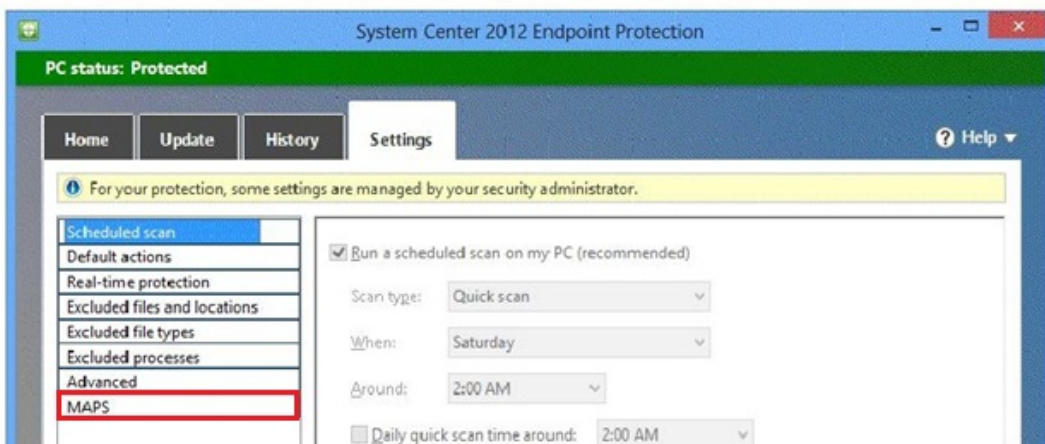 System Center 2012 Endpoint Protection
PC status: Protected
Home
Update
History
Settings
Help
For your protection, some settings are managed by your security administrator.
Scheduled scan
Default actions
Real-time protection
Excluded files and locations
Excluded file types
Excluded processes
Advanced
MAPS
Run a scheduled scan on my PC (recommended)
Scan type: Quick scan
When: Saturday
Around: 2:00 AM
Daily quick scan time around: 2:00 AM